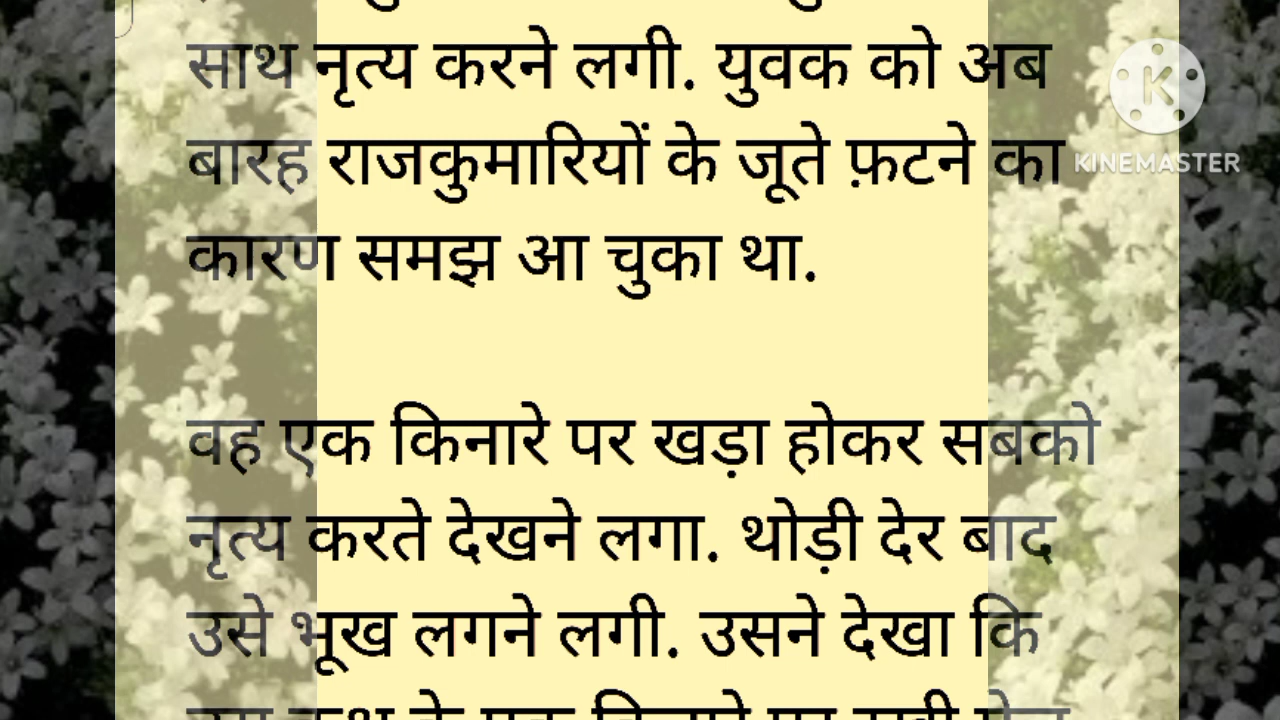 साथ नृत्य करने लगी. युवक को अब
बारह राजकुमारियों के जूते फ़टने का
कारण समझ आ चुका था.
वह एक किनारे पर खड़ा होकर सबको
नृत्य करते देखने लगा. थोड़ी देर बाद
उसे भूख लगने लगी. उसने देखा कि
K
KINEMASTER